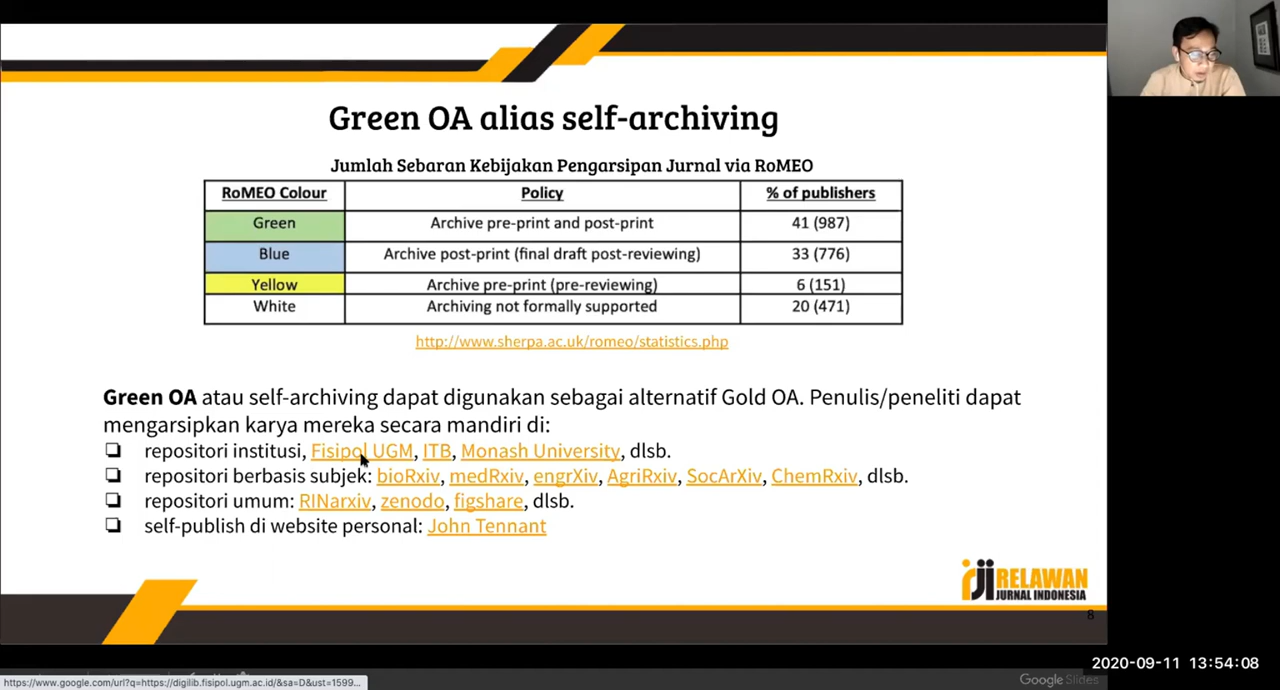 Green OA alias self-archiving
Jumlah Sebaran Kebijakan Pengarsipan Jurnal via RoMEO
RoMEO Colour Policy % of publishers
Green Archive pre-print and post-print 41 (987)
Blue Archive post-print (final draft post-reviewing) 33 (776)
Yellow Archive pre-print (pre-reviewing) 6 (151)
White Archiving not formally supported 20 (471)
http://www.sherpa.ac.uk/romeo/statistics.php
Green OA atau self-archiving dapat digunakan sebagai alternatif Gold OA. Penulis/peneliti dapat
mengarsipkan karya mereka secara mandiri di:
❏ repositori institusi, Fisipol UGM, ITB, Monash University, dlsb.
❏ repositori berbasis subjek: bioRxiv, medRxiv, engrXiv, AgriRxiv, SocArXiv, ChemRxiv, dlsb.
❏ repositori umum: RINarxiv, zenodo, figshare, dlsb.
❏ self-publish di website personal: John Tennant
rji RELAWAN
JURNAL INDONESIA
8
2020-09-11 13:54:08
Google Slides
https://www.google.com/url?q=https://digilib.fisipol.ugm.ac.id/&sa=D&ust=1599...